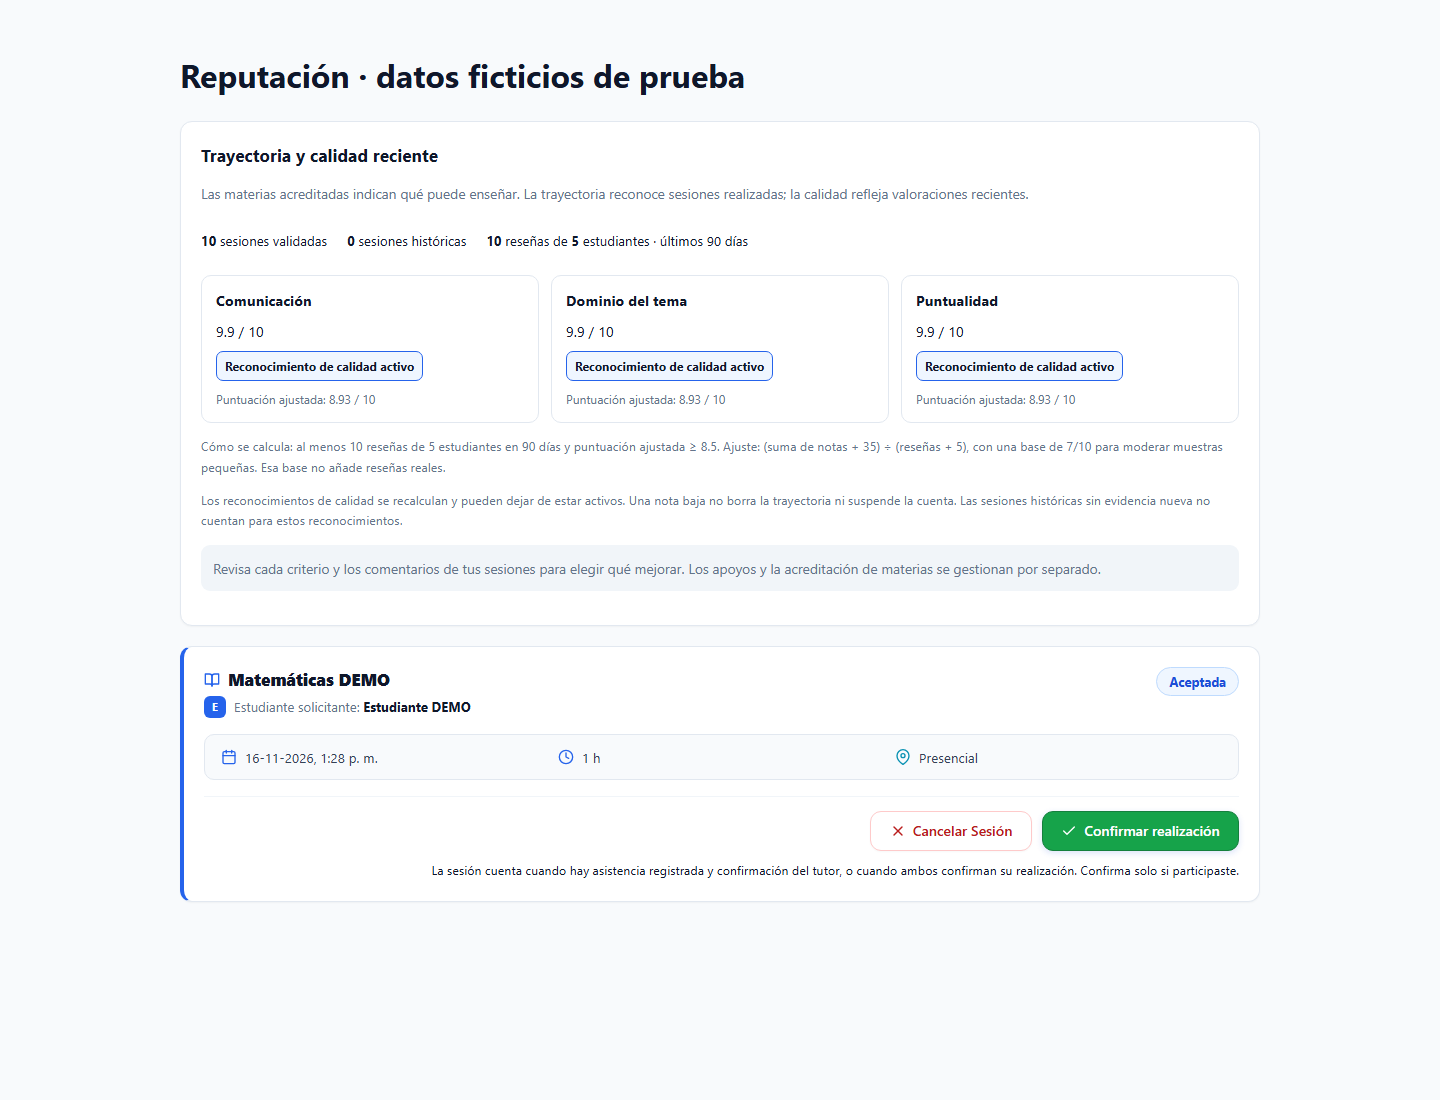 Reputación · datos ficticios de prueba
Trayectoria y calidad reciente
Las materias acreditadas indican qué puede enseñar. La trayectoria reconoce sesiones realizadas; la calidad refleja valoraciones recientes.
10 sesiones validadas 0 sesiones históricas 10 reseñas de 5 estudiantes · últimos 90 días
Comunicación
9.9 / 10
Reconocimiento de calidad activo
Puntuación ajustada: 8.93 / 10
Dominio del tema
9.9 / 10
Reconocimiento de calidad activo
Puntuación ajustada: 8.93 / 10
Puntualidad
9.9 / 10
Reconocimiento de calidad activo
Puntuación ajustada: 8.93 / 10
Cómo se calcula: al menos 10 reseñas de 5 estudiantes en 90 días y puntuación ajustada ≥ 8.5. Ajuste: (suma de notas + 35) ÷ (reseñas + 5), con una base de 7/10 para moderar muestras
pequeñas. Esa base no añade reseñas reales.
Los reconocimientos de calidad se recalculan y pueden dejar de estar activos. Una nota baja no borra la trayectoria ni suspende la cuenta. Las sesiones históricas sin evidencia nueva no
cuentan para estos reconocimientos.
Revisa cada criterio y los comentarios de tus sesiones para elegir qué mejorar. Los apoyos y la acreditación de materias se gestionan por separado.
Matemáticas DEMO
Aceptada
E Estudiante solicitante: Estudiante DEMO
16-11-2026, 1:28 p. m.
1 h
Presencial
Cancelar Sesión
Confirmar realización
La sesión cuenta cuando hay asistencia registrada y confirmación del tutor, o cuando ambos confirman su realización. Confirma solo si participaste.